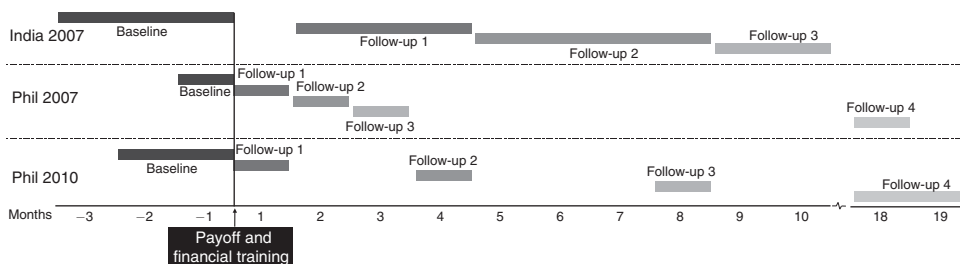 India 2007
Baseline
Follow-up 1
Follow-up 2
Follow-up 3
Phil 2007
Baseline
Follow-up 1
Follow-up 2
Follow-up 3
Follow-up 4
Phil 2010
Baseline
Follow-up 1
Follow-up 2
Follow-up 3
Follow-up 4
Months −3 −2 −1 1 2 3 4 5 6 7 8 9 10 18 19
Payoff and
financial training